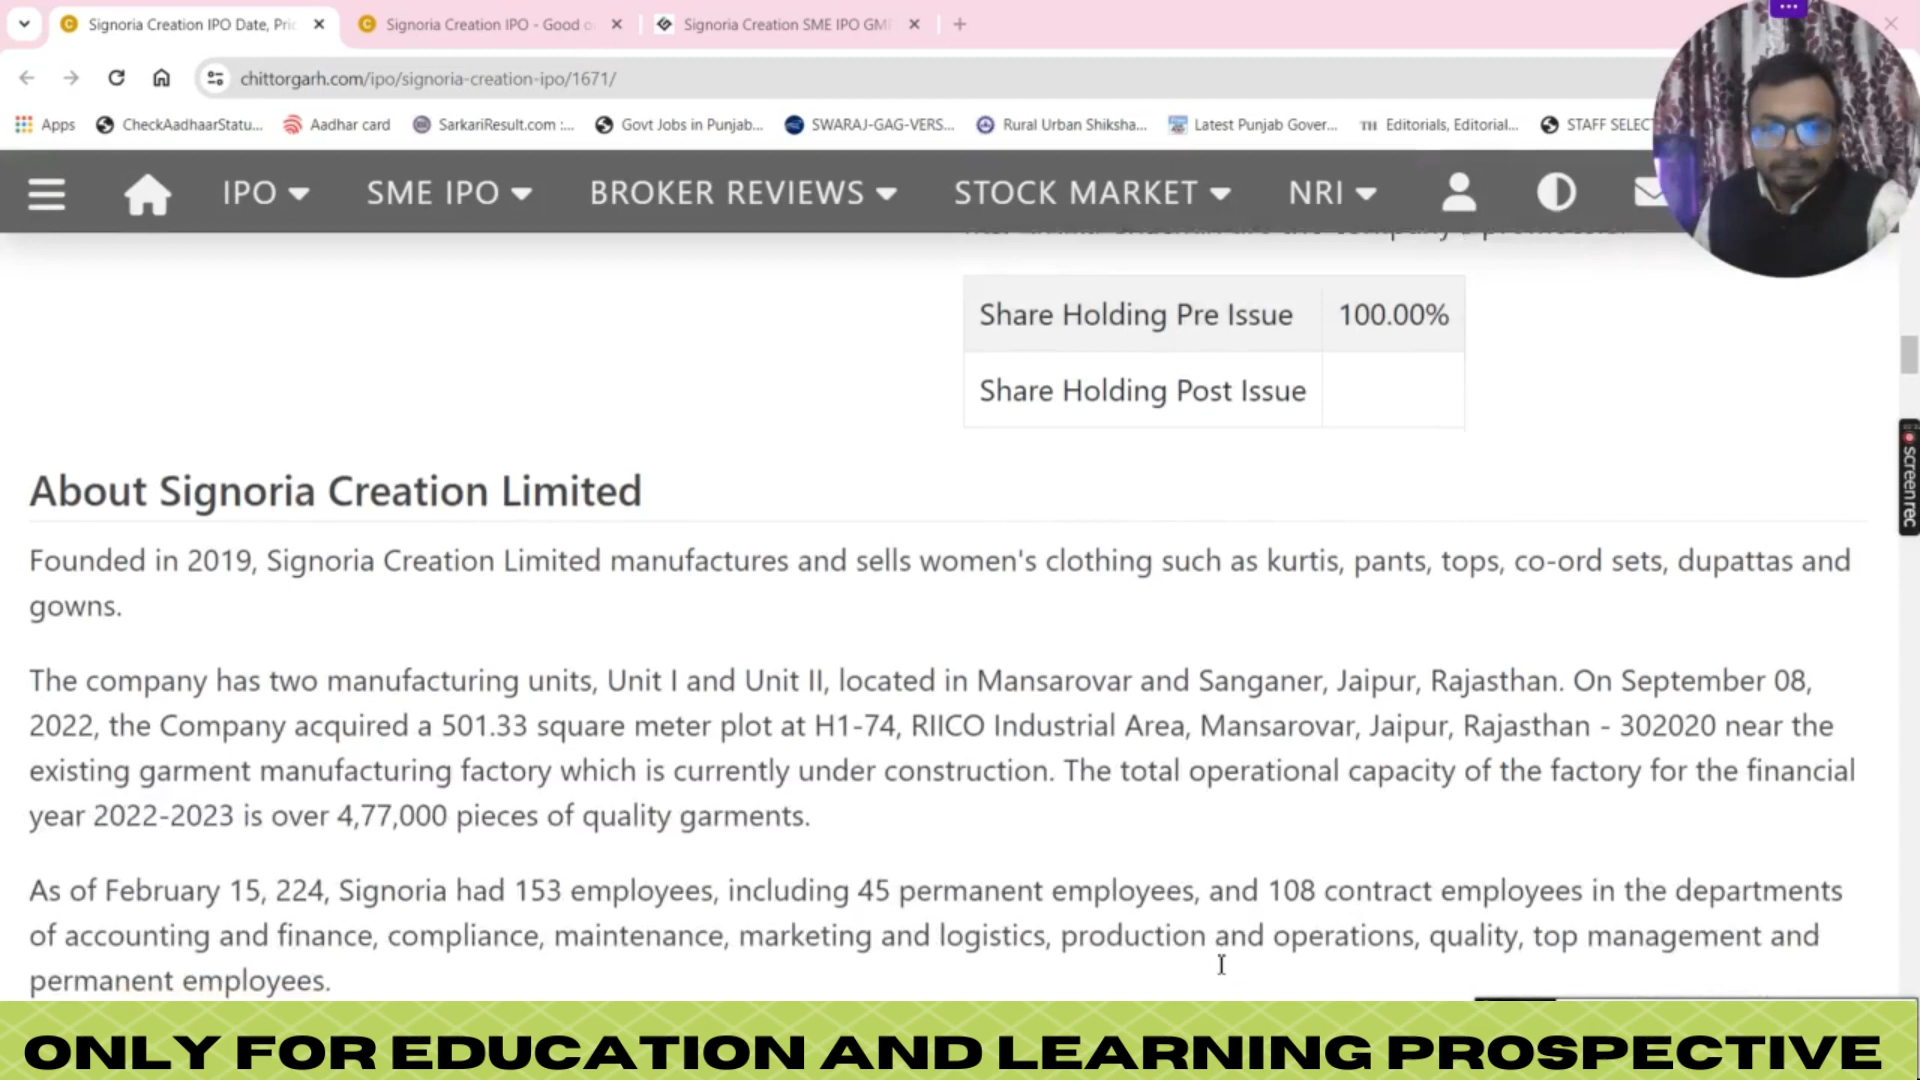 Signoria Creation IPO Date, Pric
Signoria Creation IPO - Good o
Signoria Creation SME IPO GM
chittorgarh.com/ipo/signoria-creation-ipo/1671/
Apps
CheckAadhaarStatu...
Aadhar card
SarkariResult.com :...
Govt Jobs in Punjab...
SWARAJ-GAG-VERS...
Rural Urban Shiksha...
Latest Punjab Gover...
TH Editorials, Editorial...
STAFF SELECT
IPO
SME IPO
BROKER REVIEWS
STOCK MARKET
NRI
Share Holding Pre Issue 100.00%
Share Holding Post Issue
screenrec
About Signoria Creation Limited
Founded in 2019, Signoria Creation Limited manufactures and sells women's clothing such as kurtis, pants, tops, co-ord sets, dupattas and
gowns.
The company has two manufacturing units, Unit I and Unit II, located in Mansarovar and Sanganer, Jaipur, Rajasthan. On September 08,
2022, the Company acquired a 501.33 square meter plot at H1-74, RIICO Industrial Area, Mansarovar, Jaipur, Rajasthan - 302020 near the
existing garment manufacturing factory which is currently under construction. The total operational capacity of the factory for the financial
year 2022-2023 is over 4,77,000 pieces of quality garments.
As of February 15, 224, Signoria had 153 employees, including 45 permanent employees, and 108 contract employees in the departments
of accounting and finance, compliance, maintenance, marketing and logistics, production and operations, quality, top management and
permanent employees.
ONLY FOR EDUCATION AND LEARNING PROSPECTIVE